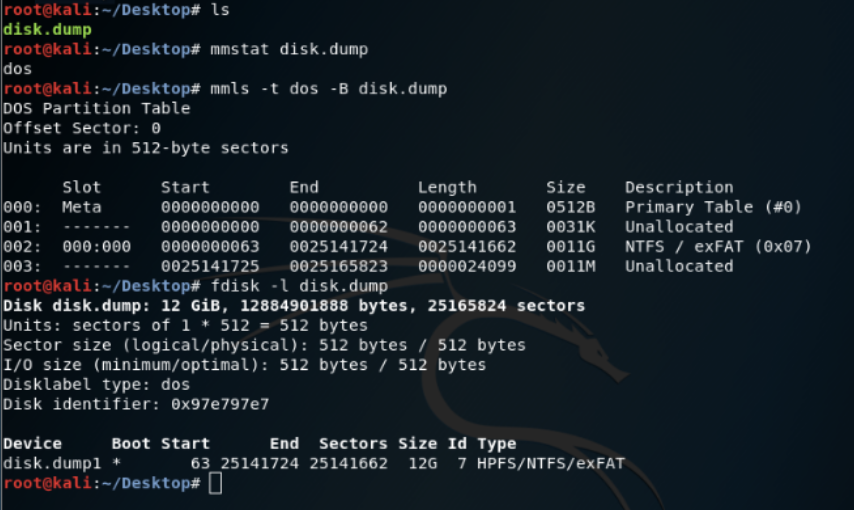 root@kali:~/Desktop# ls
disk.dump
root@kali:~/Desktop# mmstat disk.dump
dos
root@kali:~/Desktop# mmls -t dos -B disk.dump
DOS Partition Table
Offset Sector: 0
Units are in 512-byte sectors
      Slot      Start        End          Length       Size    Description
000:  Meta      0000000000   0000000000   0000000001   0512B   Primary Table (#0)
001:  -------   0000000000   0000000062   0000000063   0031K   Unallocated
002:  000:000   0000000063   0025141724   0025141662   0011G   NTFS / exFAT (0x07)
003:  -------   0025141725   0025165823   0000024099   0011M   Unallocated
root@kali:~/Desktop# fdisk -l disk.dump
Disk disk.dump: 12 GiB, 12884901888 bytes, 25165824 sectors
Units: sectors of 1 * 512 = 512 bytes
Sector size (logical/physical): 512 bytes / 512 bytes
I/O size (minimum/optimal): 512 bytes / 512 bytes
Disklabel type: dos
Disk identifier: 0x97e797e7
Device     Boot Start      End  Sectors Size Id Type
disk.dump1 *       63 25141724 25141662  12G  7 HPFS/NTFS/exFAT
root@kali:~/Desktop#